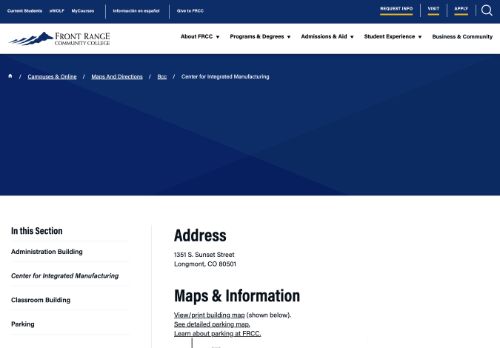 Current Students eWOLF MyCourses Información en español Give to FRCC REQUEST INFO VISIT APPLY
FRONT RANGE
COMMUNITY COLLEGE
About FRCC Programs & Degrees Admissions & Aid Student Experience Business & Community
/ Campuses & Online / Maps And Directions / Bcc / Center for Integrated Manufacturing
In this Section
Administration Building
Center for Integrated Manufacturing
Classroom Building
Parking
Address
1351 S. Sunset Street
Longmont, CO 80501
Maps & Information
View/print building map (shown below).
See detailed parking map.
Learn about parking at FRCC.